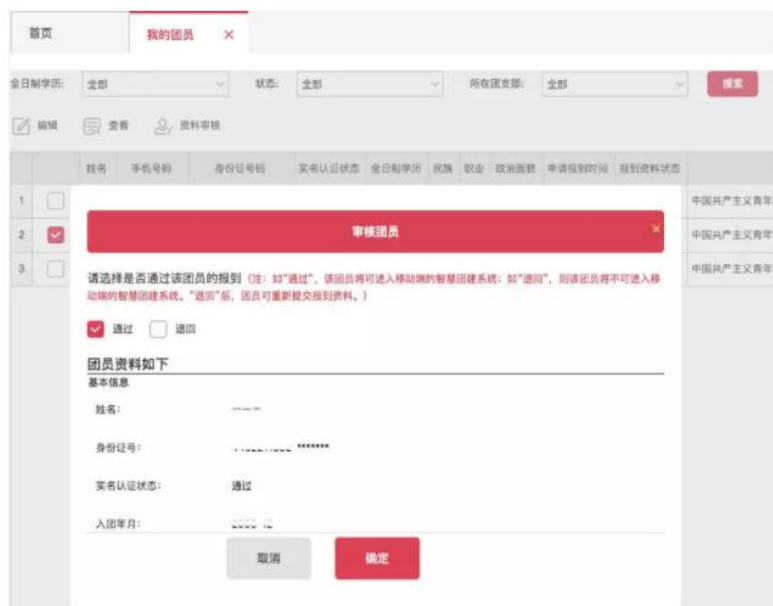 首页 我的团员 ×
全日制学历: 全部 状态: 全部 所在团支部: 全部 搜索
编辑 查看 资料审核
姓名 手机号码 身份证号码 实名认证状态 全日制学历 民族 职业 政治面貌 申请报到时间 报到资料状态
1 中国共产主义青年
2 中国共产主义青年
3 中国共产主义青年
审核团员 ×
请选择是否通过该团员的报到(注:如"通过",该团员将可进入移动端的智慧团建系统;如"退回",则该团员将不可进入移
动端的智慧团建系统。"退回"后,团员可重新提交报到资料。)
通过 退回
团员资料如下
基本信息
姓名:
身份证号: *******
实名认证状态: 通过
入团年月:
取消 确定